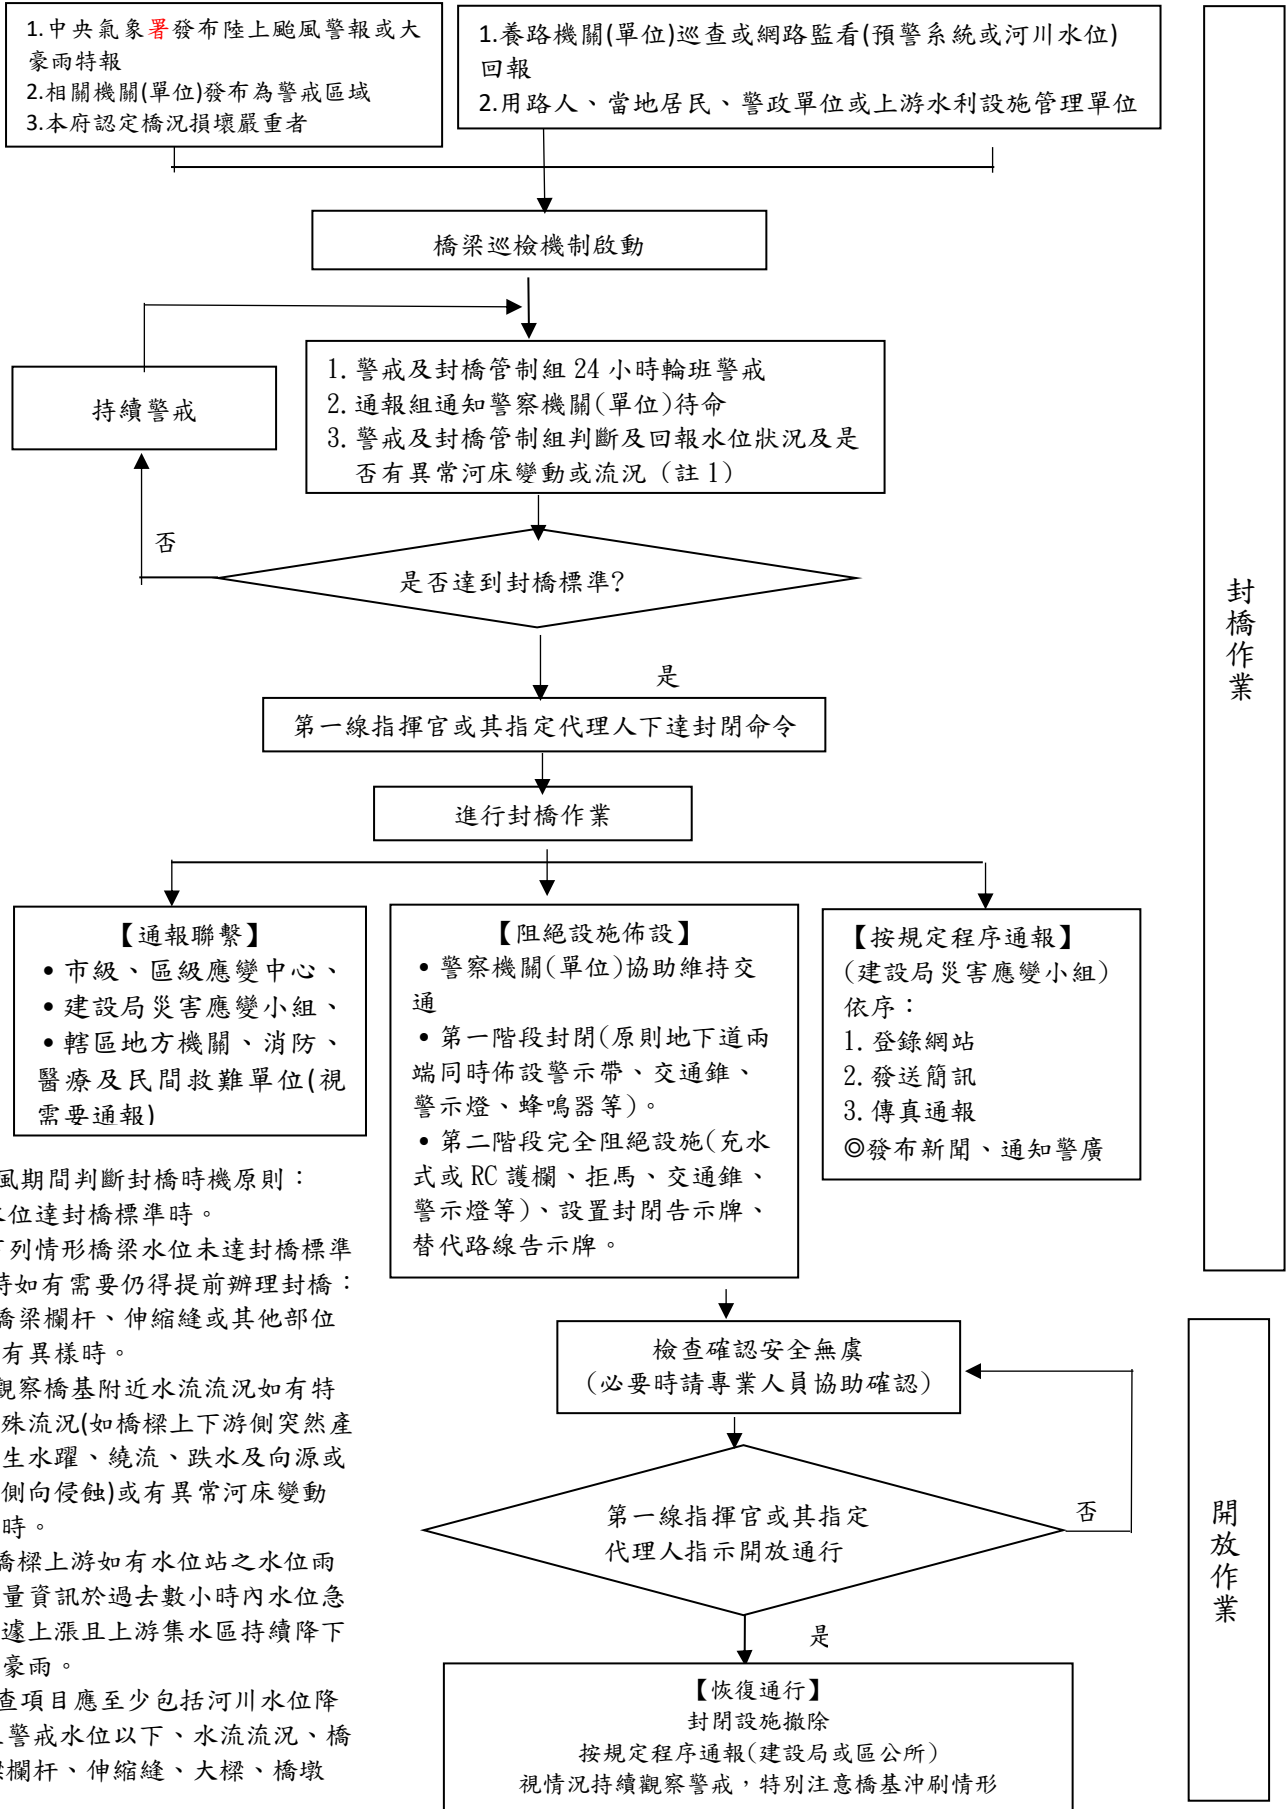 1.中央氣象署發布陸上颱風警報或大
豪雨特報
2.相關機關(單位)發布為警戒區域
3.本府認定橋況損壞嚴重者
1.養路機關(單位)巡查或網路監看(預警系統或河川水位)
回報
2.用路人、當地居民、警政單位或上游水利設施管理單位
橋梁巡檢機制啟動
持續警戒
1. 警戒及封橋管制組 24 小時輪班警戒
2. 通報組通知警察機關(單位)待命
3. 警戒及封橋管制組判斷及回報水位狀況及是
否有異常河床變動或流況（註 1）
否
是否達到封橋標準?
是
第一線指揮官或其指定代理人下達封閉命令
進行封橋作業
封橋作業
【通報聯繫】
•市級、區級應變中心、
•建設局災害應變小組、
•轄區地方機關、消防、
醫療及民間救難單位(視
需要通報)
【阻絕設施佈設】
•警察機關(單位)協助維持交
通
•第一階段封閉(原則地下道兩
端同時佈設警示帶、交通錐、
警示燈、蜂鳴器等)。
•第二階段完全阻絕設施(充水
式或 RC 護欄、拒馬、交通錐、
警示燈等)、設置封閉告示牌、
替代路線告示牌。
【按規定程序通報】
(建設局災害應變小組)
依序：
1. 登錄網站
2. 發送簡訊
3. 傳真通報
◎發布新聞、通知警廣
風期間判斷封橋時機原則：
水位達封橋標準時。
下列情形橋梁水位未達封橋標準
時如有需要仍得提前辦理封橋：
橋梁欄杆、伸縮縫或其他部位
有異樣時。
觀察橋基附近水流流況如有特
殊流況(如橋樑上下游側突然產
生水躍、繞流、跌水及向源或
側向侵蝕)或有異常河床變動
時。
橋樑上游如有水位站之水位雨
量資訊於過去數小時內水位急
遽上漲且上游集水區持續降下
豪雨。
查項目應至少包括河川水位降
至警戒水位以下、水流流況、橋
梁欄杆、伸縮縫、大樑、橋墩
檢查確認安全無虞
(必要時請專業人員協助確認)
第一線指揮官或其指定
代理人指示開放通行
否
是
【恢復通行】
封閉設施撤除
按規定程序通報(建設局或區公所)
視情況持續觀察警戒，特別注意橋基沖刷情形
開放作業